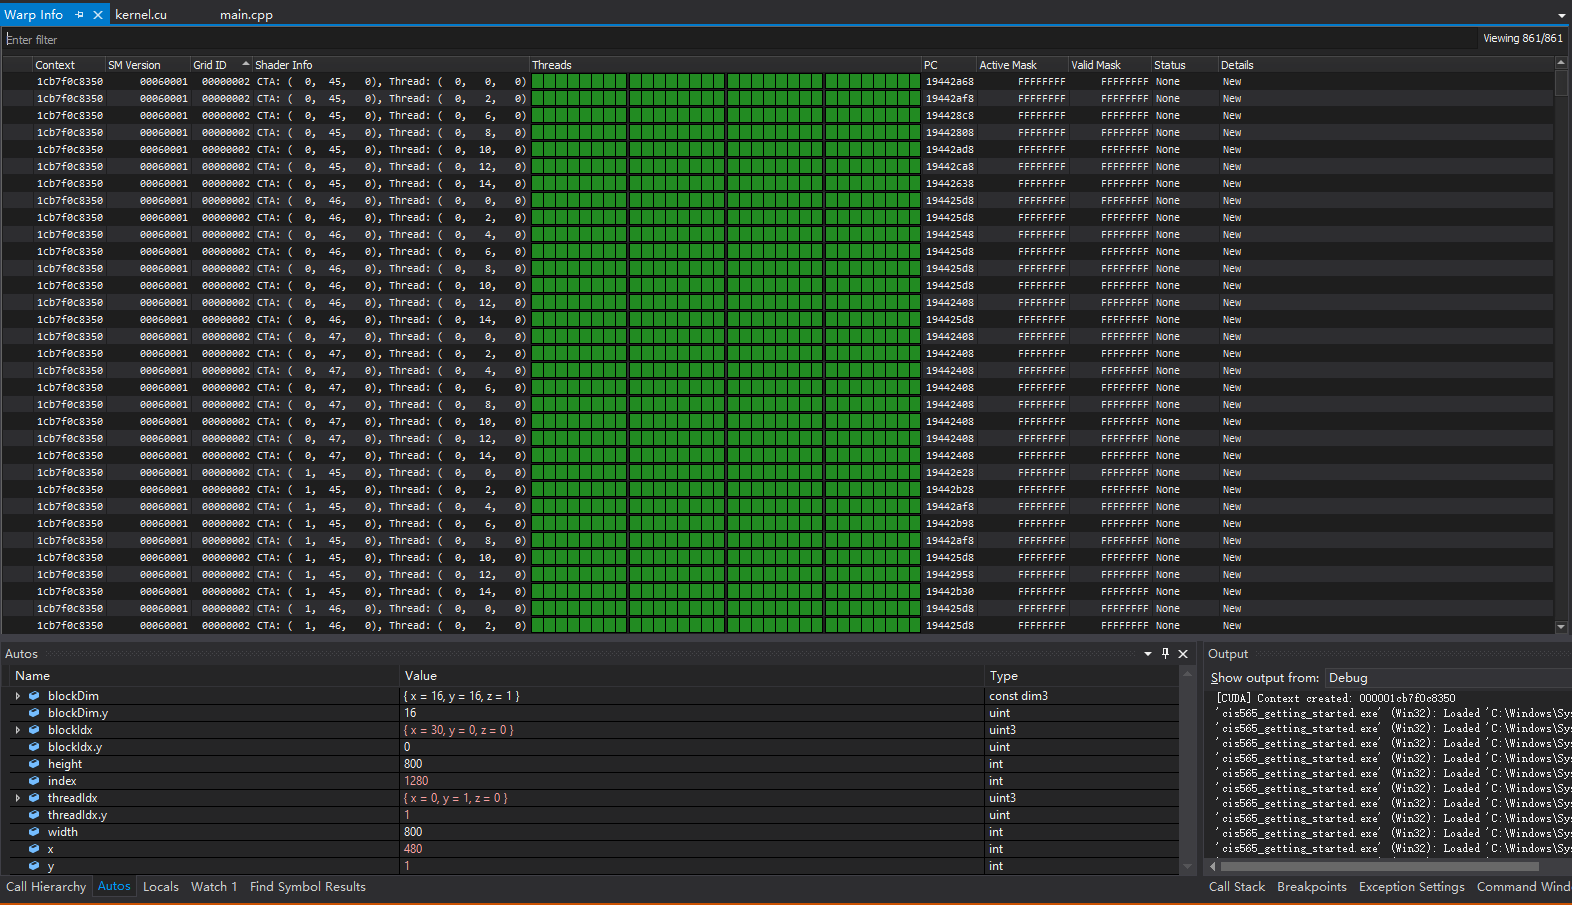 Warp Info kernel.cu main.cpp
Enter filter Viewing 861/861
Context SM Version Grid ID Shader Info Threads PC Active Mask Valid Mask Status Details
1cb7f0c8350 00060001 00000002 CTA: ( 0, 45, 0), Thread: ( 0, 0, 0) 19442a68 FFFFFFFF FFFFFFFF None New
1cb7f0c8350 00060001 00000002 CTA: ( 0, 45, 0), Thread: ( 0, 2, 0) 19442af8 FFFFFFFF FFFFFFFF None New
1cb7f0c8350 00060001 00000002 CTA: ( 0, 45, 0), Thread: ( 0, 6, 0) 194428c8 FFFFFFFF FFFFFFFF None New
1cb7f0c8350 00060001 00000002 CTA: ( 0, 45, 0), Thread: ( 0, 8, 0) 19442808 FFFFFFFF FFFFFFFF None New
1cb7f0c8350 00060001 00000002 CTA: ( 0, 45, 0), Thread: ( 0, 10, 0) 19442ad8 FFFFFFFF FFFFFFFF None New
1cb7f0c8350 00060001 00000002 CTA: ( 0, 45, 0), Thread: ( 0, 12, 0) 19442ca8 FFFFFFFF FFFFFFFF None New
1cb7f0c8350 00060001 00000002 CTA: ( 0, 45, 0), Thread: ( 0, 14, 0) 19442638 FFFFFFFF FFFFFFFF None New
1cb7f0c8350 00060001 00000002 CTA: ( 0, 46, 0), Thread: ( 0, 0, 0) 194425d8 FFFFFFFF FFFFFFFF None New
1cb7f0c8350 00060001 00000002 CTA: ( 0, 46, 0), Thread: ( 0, 2, 0) 194425d8 FFFFFFFF FFFFFFFF None New
1cb7f0c8350 00060001 00000002 CTA: ( 0, 46, 0), Thread: ( 0, 4, 0) 19442548 FFFFFFFF FFFFFFFF None New
1cb7f0c8350 00060001 00000002 CTA: ( 0, 46, 0), Thread: ( 0, 6, 0) 194425d8 FFFFFFFF FFFFFFFF None New
1cb7f0c8350 00060001 00000002 CTA: ( 0, 46, 0), Thread: ( 0, 8, 0) 194425d8 FFFFFFFF FFFFFFFF None New
1cb7f0c8350 00060001 00000002 CTA: ( 0, 46, 0), Thread: ( 0, 10, 0) 194425d8 FFFFFFFF FFFFFFFF None New
1cb7f0c8350 00060001 00000002 CTA: ( 0, 46, 0), Thread: ( 0, 12, 0) 19442408 FFFFFFFF FFFFFFFF None New
1cb7f0c8350 00060001 00000002 CTA: ( 0, 46, 0), Thread: ( 0, 14, 0) 194425d8 FFFFFFFF FFFFFFFF None New
1cb7f0c8350 00060001 00000002 CTA: ( 0, 47, 0), Thread: ( 0, 0, 0) 19442408 FFFFFFFF FFFFFFFF None New
1cb7f0c8350 00060001 00000002 CTA: ( 0, 47, 0), Thread: ( 0, 2, 0) 19442408 FFFFFFFF FFFFFFFF None New
1cb7f0c8350 00060001 00000002 CTA: ( 0, 47, 0), Thread: ( 0, 4, 0) 19442408 FFFFFFFF FFFFFFFF None New
1cb7f0c8350 00060001 00000002 CTA: ( 0, 47, 0), Thread: ( 0, 6, 0) 19442408 FFFFFFFF FFFFFFFF None New
1cb7f0c8350 00060001 00000002 CTA: ( 0, 47, 0), Thread: ( 0, 8, 0) 19442408 FFFFFFFF FFFFFFFF None New
1cb7f0c8350 00060001 00000002 CTA: ( 0, 47, 0), Thread: ( 0, 10, 0) 19442408 FFFFFFFF FFFFFFFF None New
1cb7f0c8350 00060001 00000002 CTA: ( 0, 47, 0), Thread: ( 0, 12, 0) 19442408 FFFFFFFF FFFFFFFF None New
1cb7f0c8350 00060001 00000002 CTA: ( 0, 47, 0), Thread: ( 0, 14, 0) 19442408 FFFFFFFF FFFFFFFF None New
1cb7f0c8350 00060001 00000002 CTA: ( 1, 45, 0), Thread: ( 0, 0, 0) 19442e28 FFFFFFFF FFFFFFFF None New
1cb7f0c8350 00060001 00000002 CTA: ( 1, 45, 0), Thread: ( 0, 2, 0) 19442b28 FFFFFFFF FFFFFFFF None New
1cb7f0c8350 00060001 00000002 CTA: ( 1, 45, 0), Thread: ( 0, 4, 0) 19442af8 FFFFFFFF FFFFFFFF None New
1cb7f0c8350 00060001 00000002 CTA: ( 1, 45, 0), Thread: ( 0, 6, 0) 19442b98 FFFFFFFF FFFFFFFF None New
1cb7f0c8350 00060001 00000002 CTA: ( 1, 45, 0), Thread: ( 0, 8, 0) 19442af8 FFFFFFFF FFFFFFFF None New
1cb7f0c8350 00060001 00000002 CTA: ( 1, 45, 0), Thread: ( 0, 10, 0) 194425d8 FFFFFFFF FFFFFFFF None New
1cb7f0c8350 00060001 00000002 CTA: ( 1, 45, 0), Thread: ( 0, 12, 0) 19442958 FFFFFFFF FFFFFFFF None New
1cb7f0c8350 00060001 00000002 CTA: ( 1, 45, 0), Thread: ( 0, 14, 0) 19442b30 FFFFFFFF FFFFFFFF None New
1cb7f0c8350 00060001 00000002 CTA: ( 1, 46, 0), Thread: ( 0, 0, 0) 194425d8 FFFFFFFF FFFFFFFF None New
1cb7f0c8350 00060001 00000002 CTA: ( 1, 46, 0), Thread: ( 0, 2, 0) 194425d8 FFFFFFFF FFFFFFFF None New
Autos
Name Value Type
blockDim { x = 16, y = 16, z = 1 } const dim3
blockDim.y 16 uint
blockIdx { x = 30, y = 0, z = 0 } uint3
blockIdx.y 0 uint
height 800 int
index 1280 int
threadIdx { x = 0, y = 1, z = 0 } uint3
threadIdx.y 1 uint
width 800 int
x 480 int
y 1 int
Call Hierarchy Autos Locals Watch 1 Find Symbol Results
Output
Show output from: Debug
[CUDA] Context created: 000001cb7f0c8350
'cis565_getting_started.exe' (Win32): Loaded 'C:\Windows\Sys
'cis565_getting_started.exe' (Win32): Loaded 'C:\Windows\Sys
'cis565_getting_started.exe' (Win32): Loaded 'C:\Windows\Sys
'cis565_getting_started.exe' (Win32): Loaded 'C:\Windows\Sys
'cis565_getting_started.exe' (Win32): Loaded 'C:\Windows\Sys
'cis565_getting_started.exe' (Win32): Loaded 'C:\Windows\Sys
'cis565_getting_started.exe' (Win32): Loaded 'C:\Windows\Sys
'cis565_getting_started.exe' (Win32): Loaded 'C:\Windows\Sys
'cis565_getting_started.exe' (Win32): Loaded 'C:\Windows\Sys
'cis565_getting_started.exe' (Win32): Loaded 'C:\Windows\Sys
Call Stack Breakpoints Exception Settings Command Wind